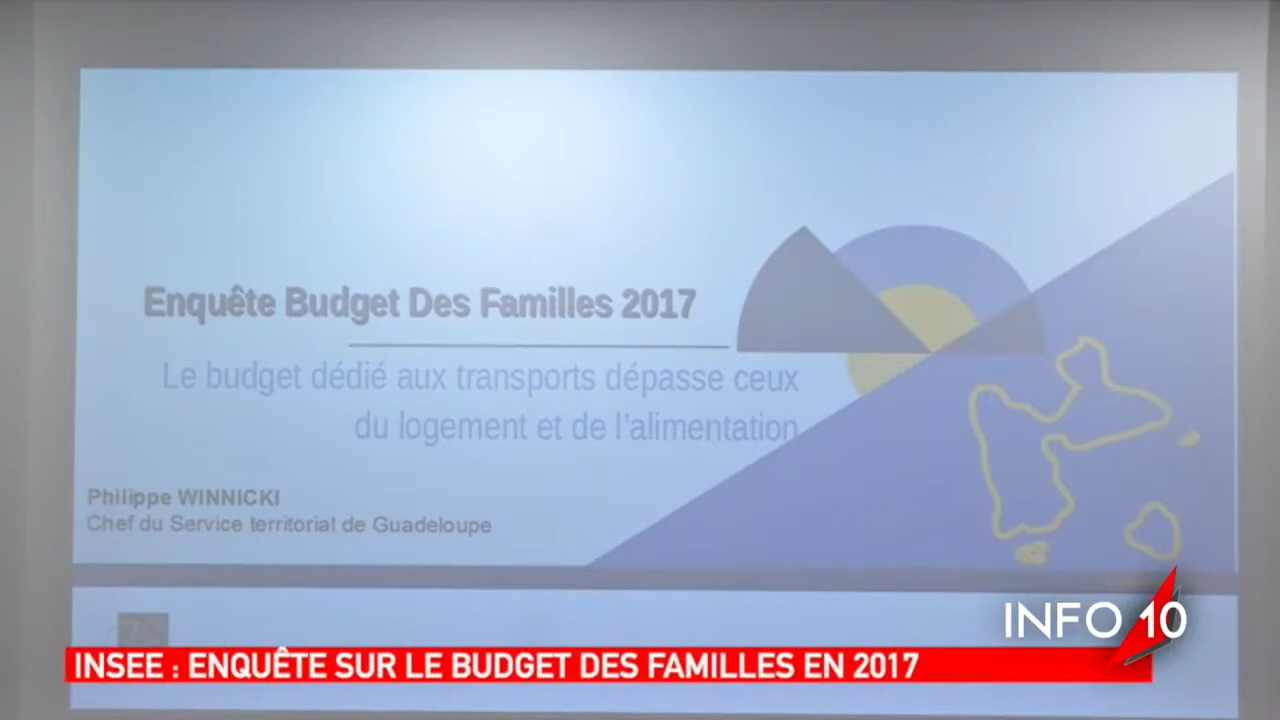 Enquête Budget Des Familles 2017
Le budget dédié aux transports dépasse ceux
du logement et de l'alimentation
Philippe WINNICKI
Chef du Service territorial de Guadeloupe
INFO 10
INSEE : ENQUÊTE SUR LE BUDGET DES FAMILLES EN 2017